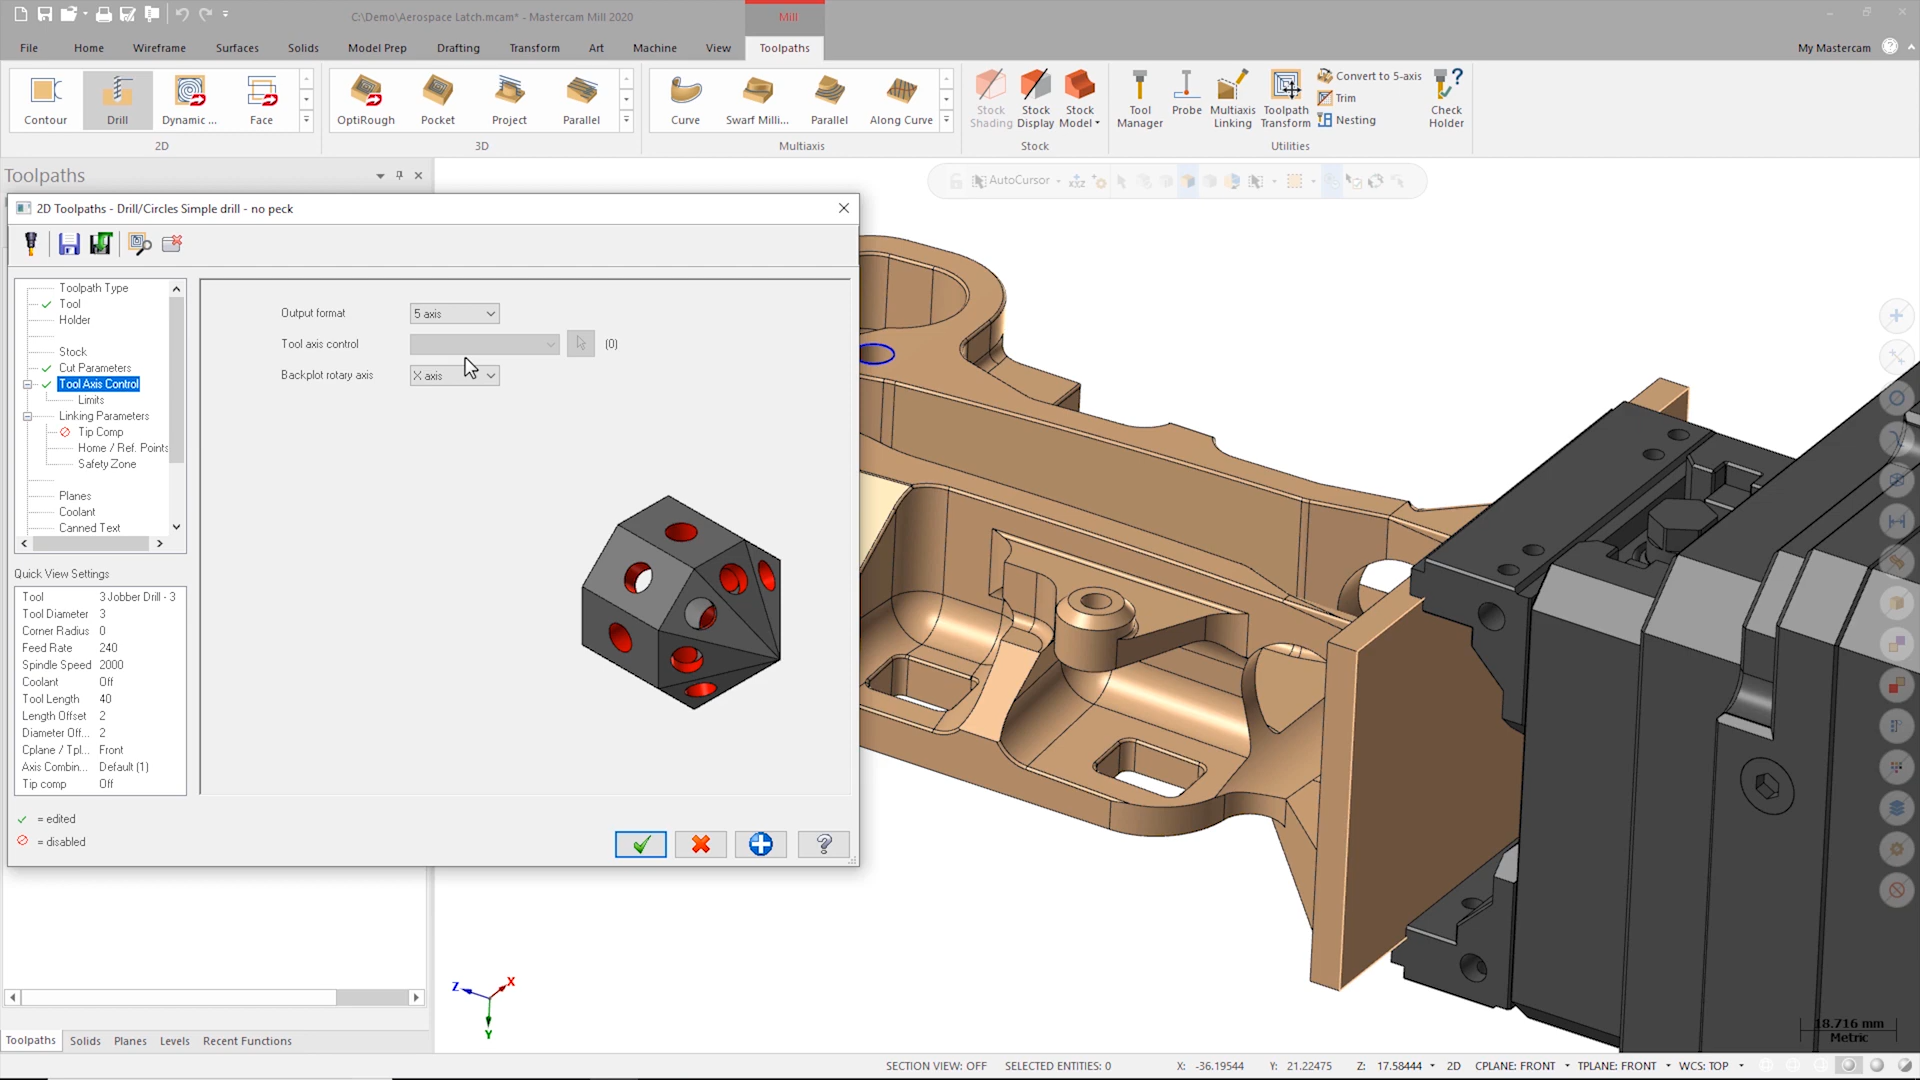 C:\Demo\Aerospace Latch.mcam* - Mastercam Mill 2020
Mill
File Home Wireframe Surfaces Solids Model Prep Drafting Transform Art Machine View Toolpaths My Mastercam
Contour Drill Dynamic ... Face OptiRough Pocket Project Parallel Curve Swarf Milli... Parallel Along Curve
Stock Shading
Stock Display
Stock Model
Tool Manager
Probe
Multiaxis Linking
Toolpath Transform
Convert to 5-axis
Trim
Nesting
Check Holder
2D 3D Multiaxis Stock Utilities
Toolpaths
AutoCursor
2D Toolpaths - Drill/Circles Simple drill - no peck
Toolpath Type
Tool
Holder
Stock
Cut Parameters
Tool Axis Control
Limits
Linking Parameters
Tip Comp
Home / Ref. Points
Safety Zone
Planes
Coolant
Canned Text
Output format 5 axis
Tool axis control (0)
Backplot rotary axis X axis
Quick View Settings
Tool 3 Jobber Drill - 3
Tool Diameter 3
Corner Radius 0
Feed Rate 240
Spindle Speed 2000
Coolant Off
Tool Length 40
Length Offset 2
Diameter Off... 2
Cplane / Tpl... Front
Axis Combin... Default (1)
Tip comp Off
= edited
= disabled
Z X
Y
18.716 mm
Metric
Toolpaths Solids Planes Levels Recent Functions
SECTION VIEW: OFF SELECTED ENTITIES: 0 X: -36.19544 Y: 21.22475 Z: 17.58444 2D CPLANE: FRONT TPLANE: FRONT WCS: TOP